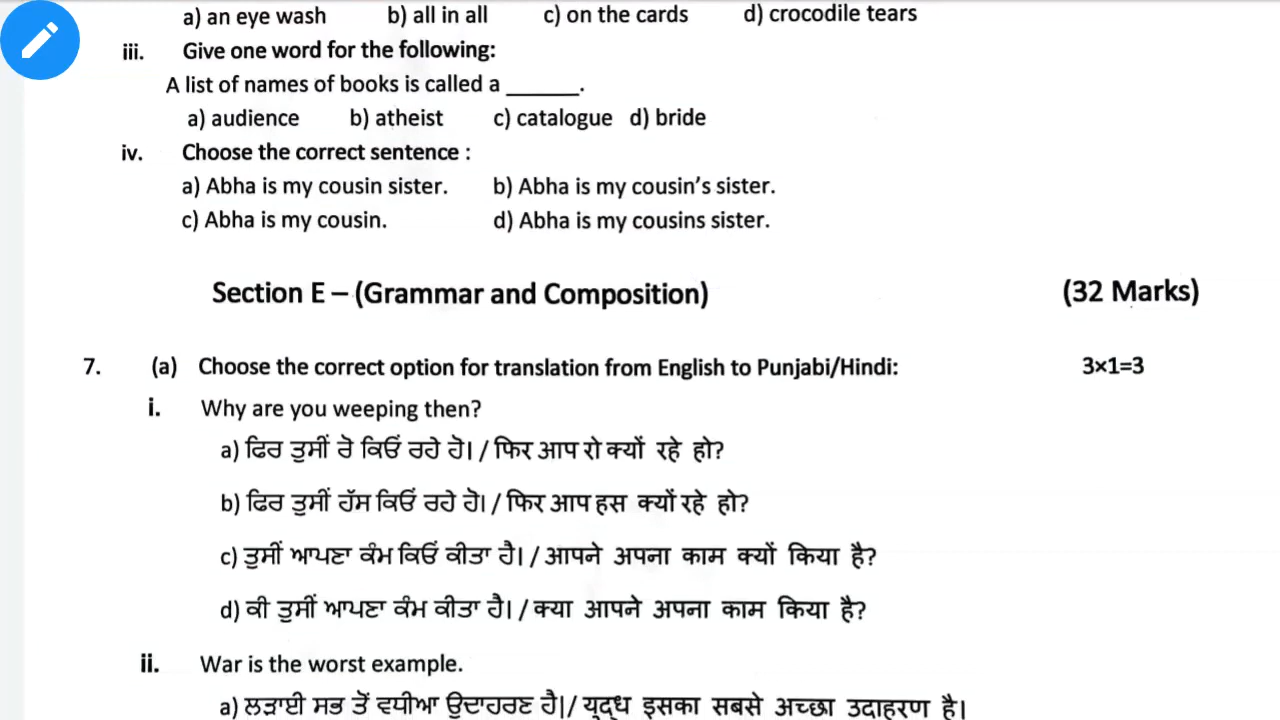 a) an eye wash b) all in all c) on the cards d) crocodile tears
iii. Give one word for the following:
A list of names of books is called a ______.
a) audience b) atheist c) catalogue d) bride
iv. Choose the correct sentence :
a) Abha is my cousin sister. b) Abha is my cousin’s sister.
c) Abha is my cousin. d) Abha is my cousins sister.
Section E – (Grammar and Composition) (32 Marks)
7. (a) Choose the correct option for translation from English to Punjabi/Hindi: 3×1=3
i. Why are you weeping then?
a) ਫਿਰ ਤੁਸੀਂ ਰੋ ਕਿਓਂ ਰਹੇ ਹੋ। / फिर आप रो क्यों रहे हो?
b) ਫਿਰ ਤੁਸੀਂ ਹੱਸ ਕਿਓਂ ਰਹੇ ਹੋ। / फिर आप हस क्यों रहे हो?
c) ਤੁਸੀਂ ਆਪਣਾ ਕੰਮ ਕਿਓਂ ਕੀਤਾ ਹੈ। / आपने अपना काम क्यों किया है?
d) ਕੀ ਤੁਸੀਂ ਆਪਣਾ ਕੰਮ ਕੀਤਾ ਹੈ। / क्या आपने अपना काम किया है?
ii. War is the worst example.
a) ਲੜਾਈ ਸਭ ਤੋਂ ਵਧੀਆ ਉਦਾਹਰਣ ਹੈ।/ युद्ध इसका सबसे अच्छा उदाहरण है।